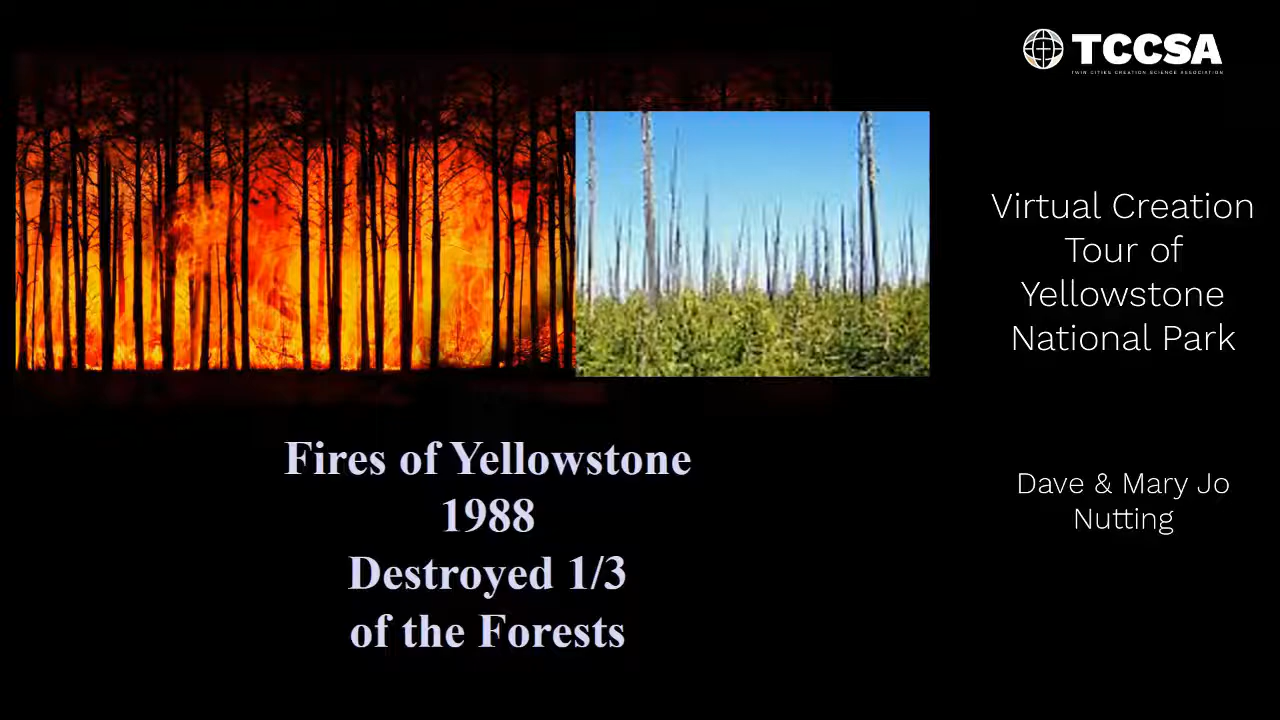 TCCSA
TWIN CITIES CREATION SCIENCE ASSOCIATION
Virtual Creation
Tour of
Yellowstone
National Park
Dave & Mary Jo
Nutting
Fires of Yellowstone
1988
Destroyed 1/3
of the Forests